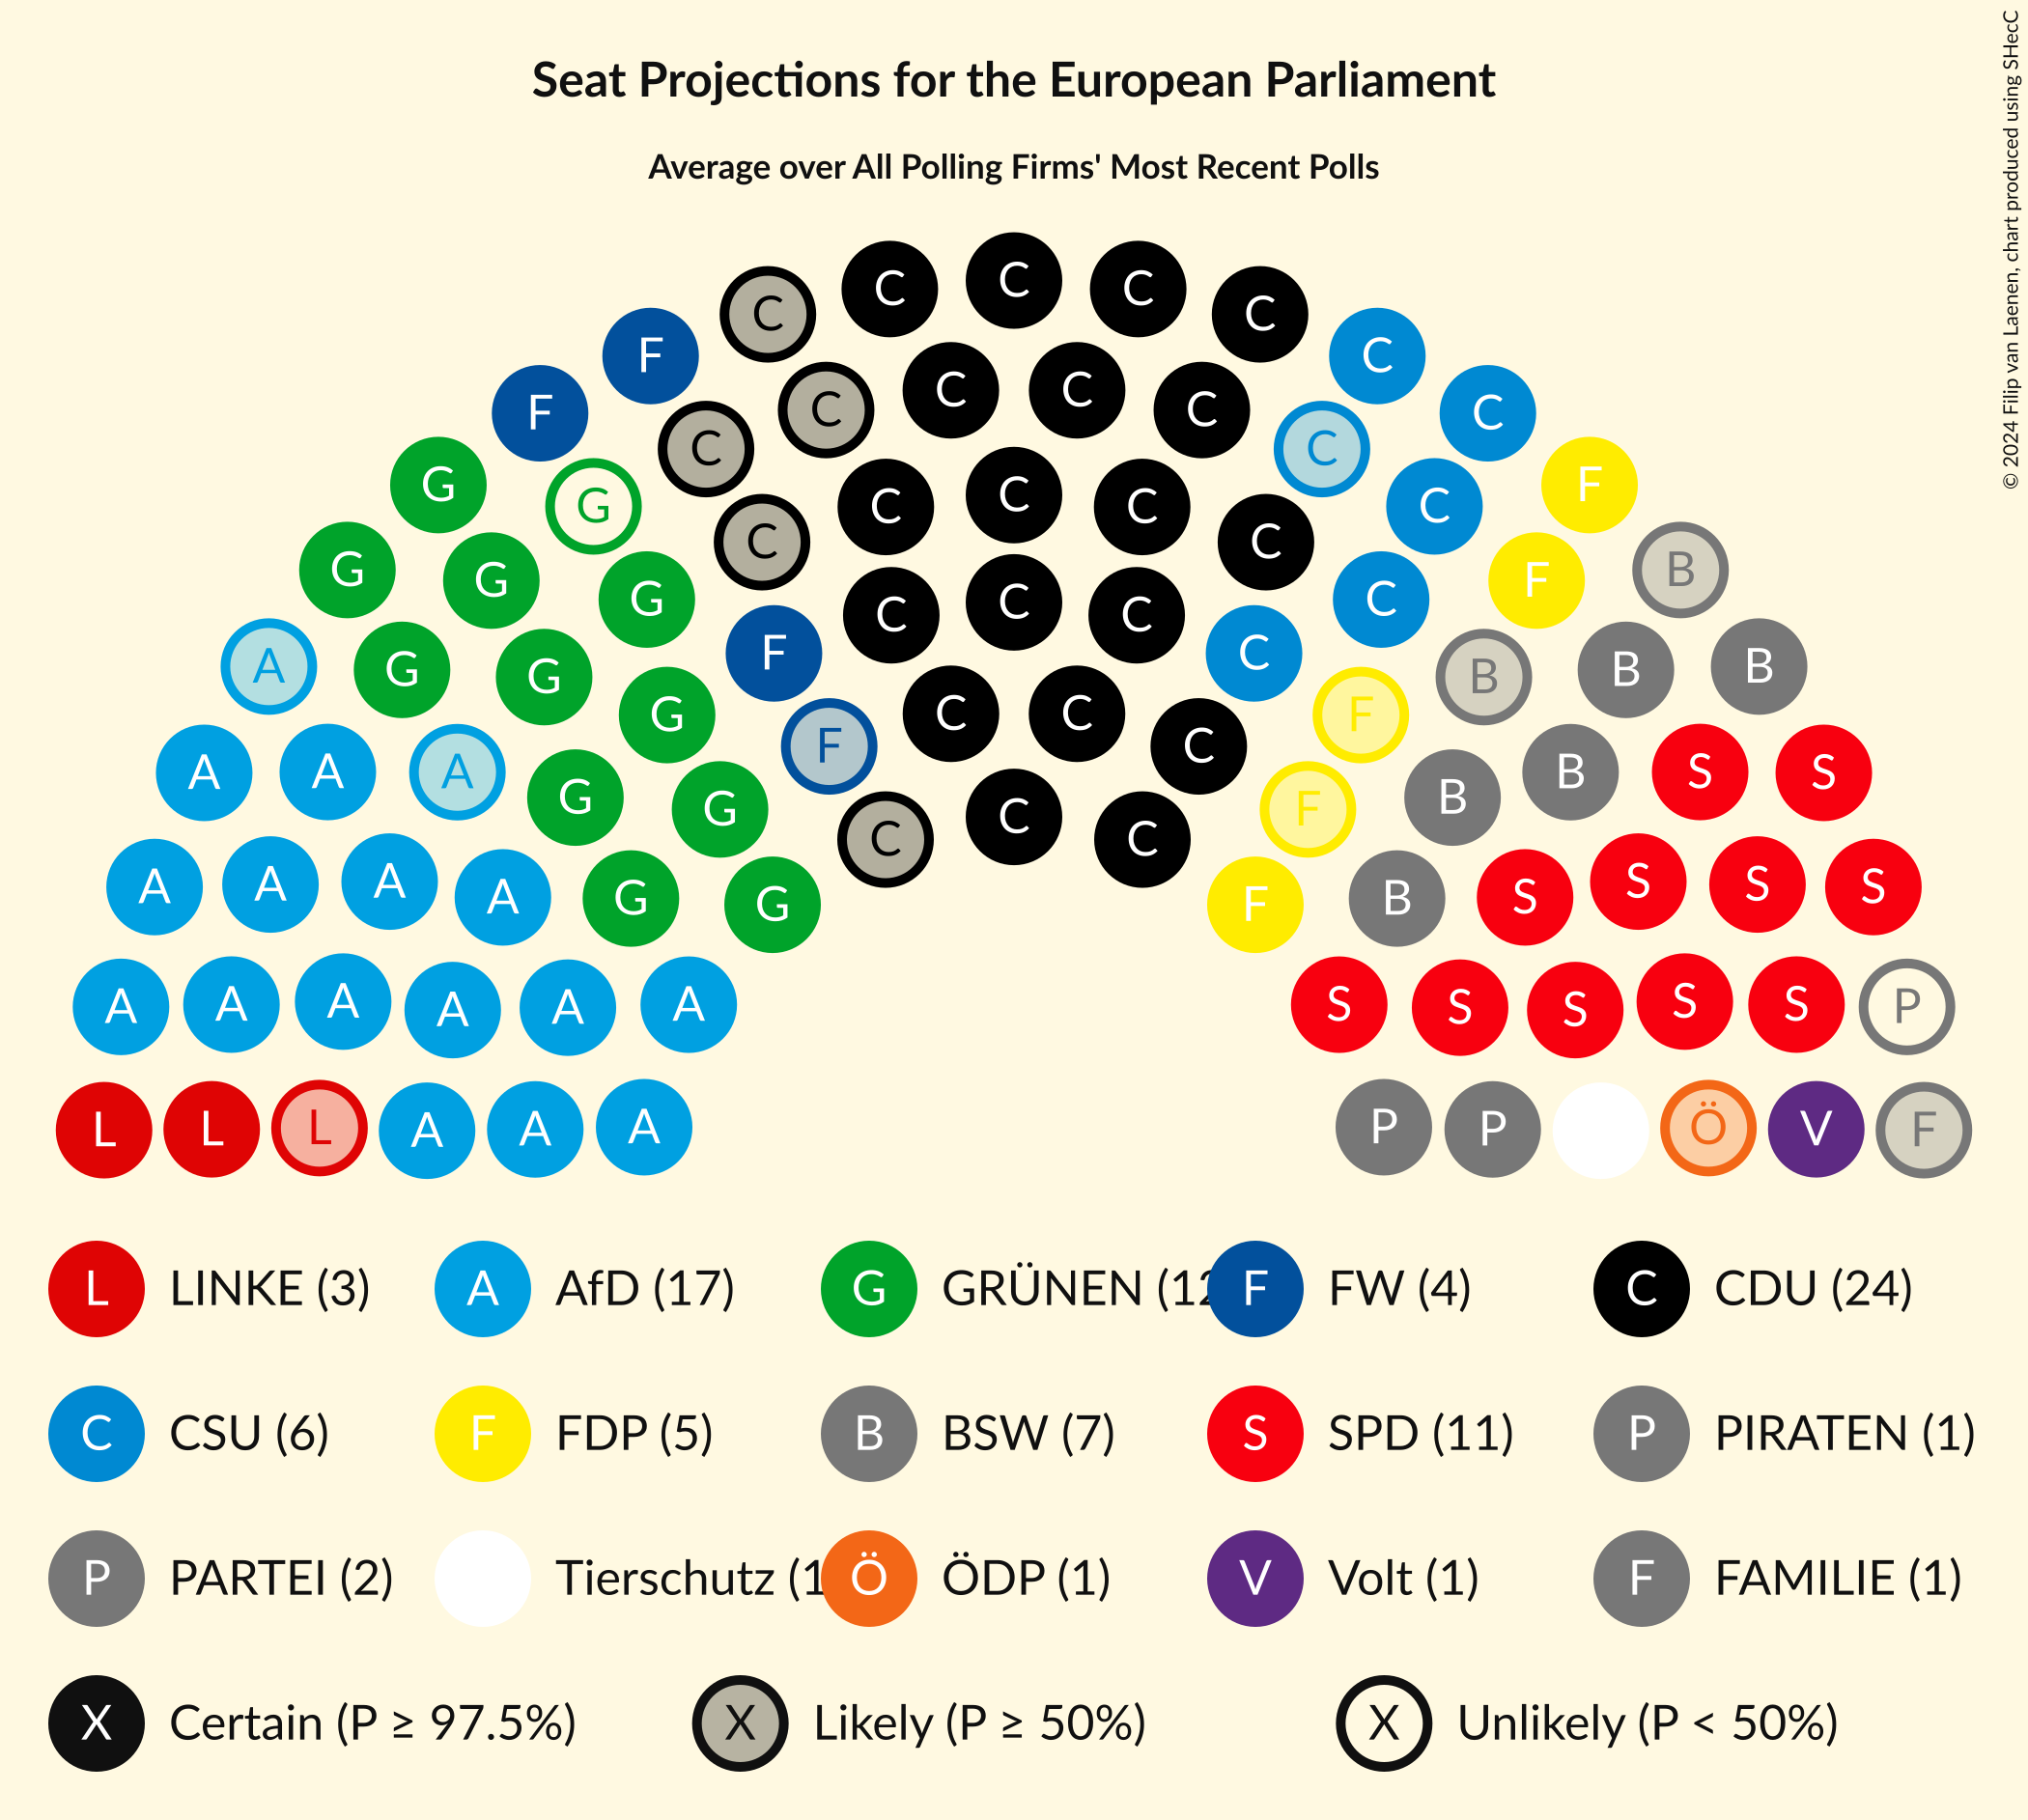 Seat Projections for the European Parliament
Average over All Polling Firms' Most Recent Polls
© 2024 Filip van Laenen, chart produced using SHecC
C C C C C
F F C C
F C C C C C C C
G G C C C C C F
G G G C C C C C C F B
A G G G F C C C C F B B B
A A A G G F C C C F B B S S
A A A A G G C C C F B S S S S
A A A A A A S S S S S P
L L L A A A P P Ö V F
L LINKE (3) A AfD (17) G GRÜNEN (12 F FW (4) C CDU (24)
C CSU (6) F FDP (5) B BSW (7) S SPD (11) P PIRATEN (1)
P PARTEI (2) Tierschutz (1 Ö ÖDP (1) V Volt (1) F FAMILIE (1)
X Certain (P ≥ 97.5%) X Likely (P ≥ 50%) X Unlikely (P < 50%)